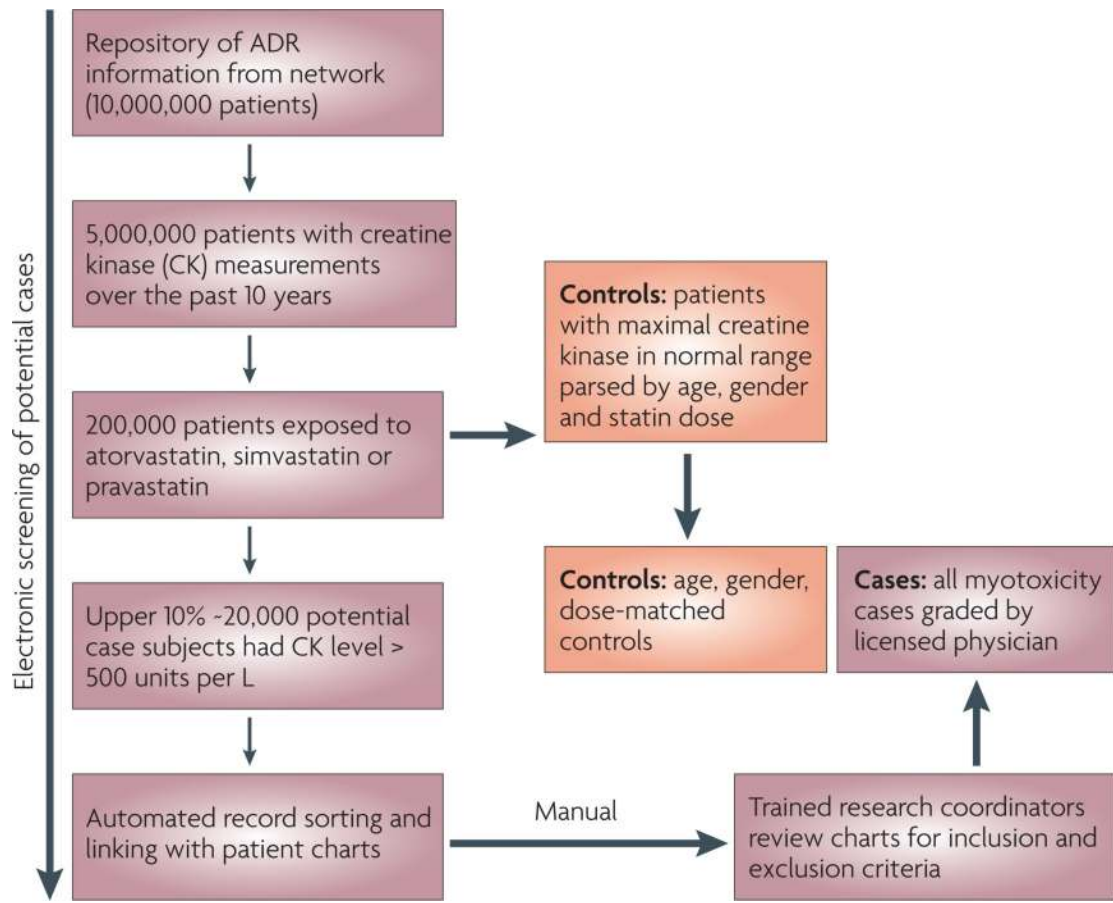 Electronic screening of potential cases
Repository of ADR
information from network
(10,000,000 patients)
5,000,000 patients with creatine
kinase (CK) measurements
over the past 10 years
200,000 patients exposed to
atorvastatin, simvastatin or
pravastatin
Upper 10% ~20,000 potential
case subjects had CK level >
500 units per L
Automated record sorting and
linking with patient charts
Controls: patients
with maximal creatine
kinase in normal range
parsed by age, gender
and statin dose
Controls: age, gender,
dose-matched
controls
Manual
Trained research coordinators
review charts for inclusion and
exclusion criteria
Cases: all myotoxicity
cases graded by
licensed physician